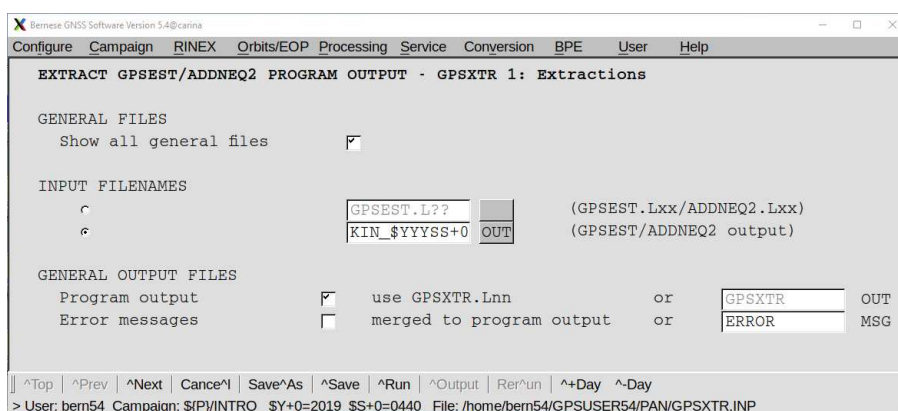 Bernese GNSS Software Version 5.4@carina
Configure Campaign RINEX Orbits/EOP Processing Service Conversion BPE User Help
EXTRACT GPSEST/ADDNEQ2 PROGRAM OUTPUT - GPSXTR 1: Extractions
GENERAL FILES
Show all general files
INPUT FILENAMES
GPSEST.L?? (GPSEST.Lxx/ADDNEQ2.Lxx)
KIN_$YYYSS+0 OUT (GPSEST/ADDNEQ2 output)
GENERAL OUTPUT FILES
Program output use GPSXTR.Lnn or GPSXTR OUT
Error messages merged to program output or ERROR MSG
^Top ^Prev ^Next Cance^l Save^As ^Save ^Run ^Output Rer^un ^+Day ^-Day
> User: bern54 Campaign: ${P}/INTRO $Y+0=2019 $S+0=0440 File: /home/bern54/GPSUSER54/PAN/GPSXTR.INP